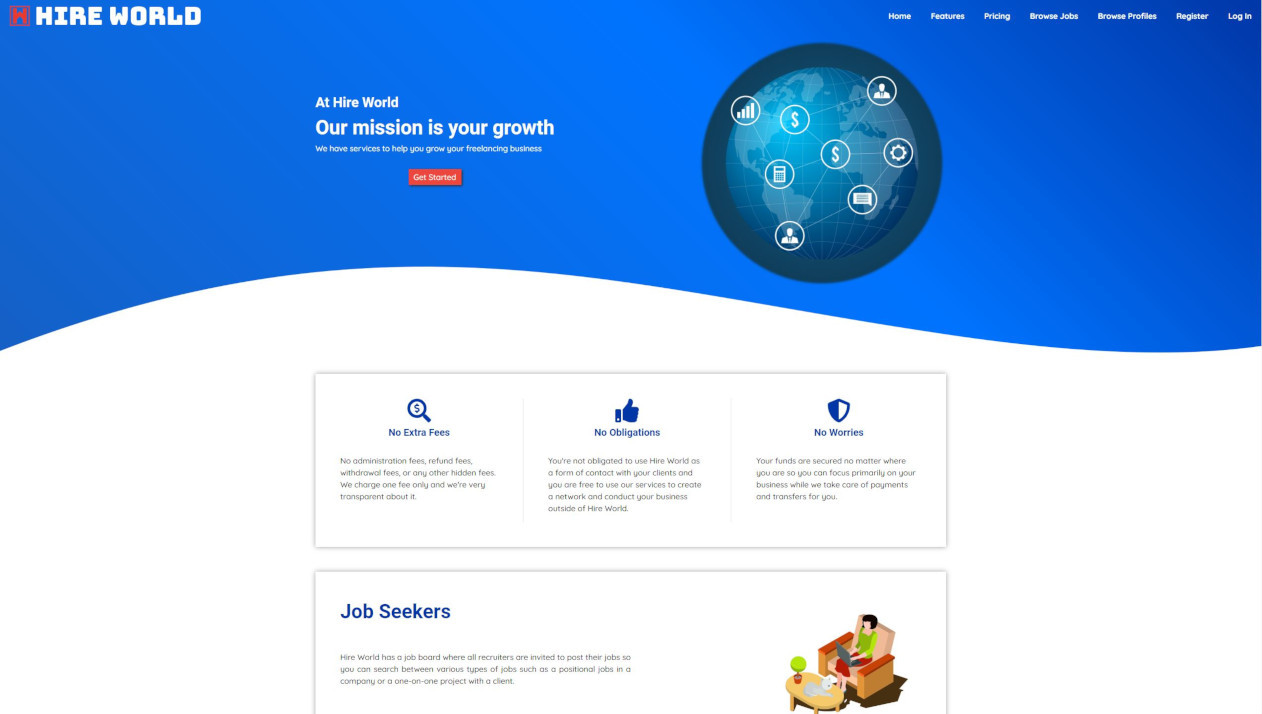 HIRE WORLD
Home Features Pricing Browse Jobs Browse Profiles Register Log In
At Hire World
Our mission is your growth
We have services to help you grow your freelancing business
Get Started
No Extra Fees
No administration fees, refund fees,
withdrawal fees, or any other hidden fees.
We charge one fee only and we're very
transparent about it.
No Obligations
You're not obligated to use Hire World as
a form of contact with your clients and
you are free to use our services to create
a network and conduct your business
outside of Hire World.
No Worries
Your funds are secured no matter where
you are so you can focus primarily on your
business while we take care of payments
and transfers for you.
Job Seekers
Hire World has a job board where all recruiters are invited to post their jobs so
you can search between various types of jobs such as a positional jobs in a
company or a one-on-one project with a client.